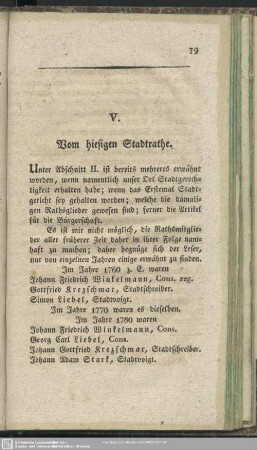 79
V.
Vom hiesigen Stadtrathe.
Unter Abschnitt II. ist bereits mehreres erwähnt
worden, wenn namentlich unser Ort Stadtgerech-
tigkeit erhalten habe; wenn das Erstemal Stadt-
gericht sey gehalten worden; welche die damali-
gen Rathsglieder gewesen sind; ferner die Artikel
für die Bürgerschaft.
Es ist mir nicht möglich, die Rathsmitglie-
der aller früherer Zeit daher in ihrer Folge nam-
haft zu machen; daher begnüge sich der Leser,
nur von einzelnen Jahren einige erwähnt zu finden.
Im Jahre 1760 z. E. waren
Johann Friedrich Winkelmann, Cons. reg.
Gottfried Krezschmar, Stadtschreiber.
Simon Liebel, Stadtvoigt.
Im Jahre 1770 waren es dieselben.
Im Jahre 1780 waren
Johann Friedrich Winkelmann, Cons.
Georg Carl Liebel, Cons.
Johann Gottfried Krezschmar, Stadtschreiber.
Johann Adam Stark, Stadtvoigt.